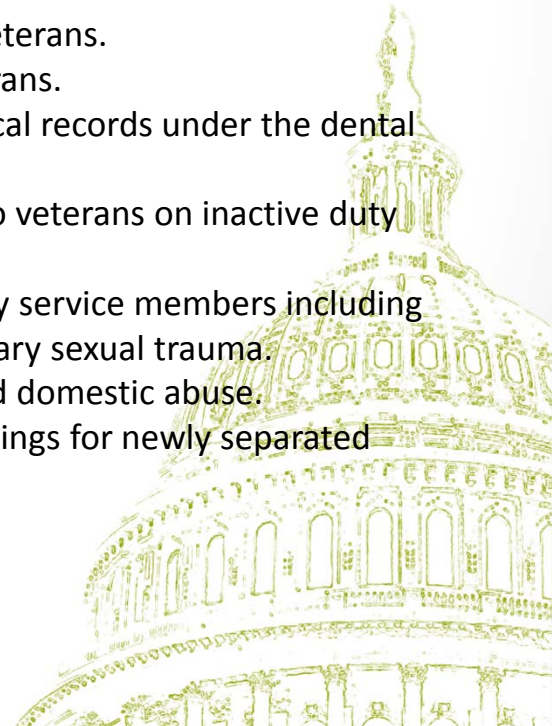 eterans.
rans.
cal records under the dental
o veterans on inactive duty
y service members including
ary sexual trauma.
d domestic abuse.
ings for newly separated